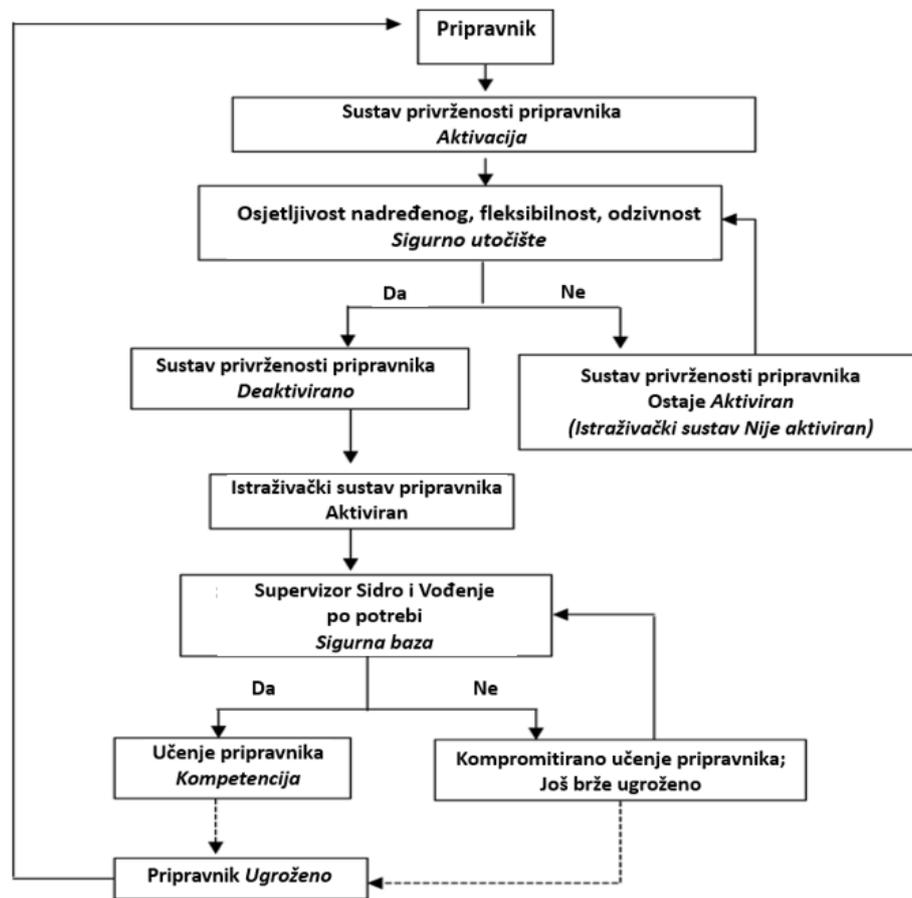 Pripravnik
Sustav privrženosti pripravnika
Aktivacija
Osjetljivost nadređenog, fleksibilnost, odzivnost
Sigurno utočište
Da
Ne
Sustav privrženosti pripravnika
Deaktivirano
Sustav privrženosti pripravnika
Ostaje Aktiviran
(Istraživački sustav Nije aktiviran)
Istraživački sustav pripravnika
Aktiviran
Supervizor Sidro i Vođenje
po potrebi
Sigurna baza
Da
Ne
Učenje pripravnika
Kompetencija
Kompromitirano učenje pripravnika;
Još brže ugroženo
Pripravnik Ugroženo